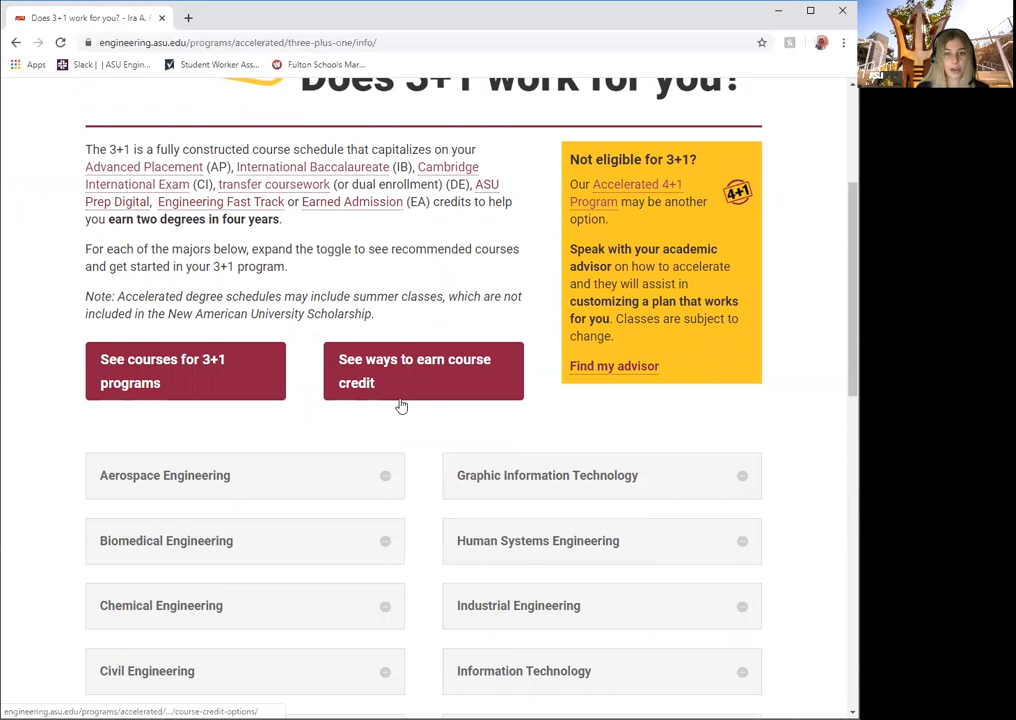 Does 3+1 work for you? - Ira A. F
engineering.asu.edu/programs/accelerated/three-plus-one/info/
Apps
Slack | | ASU Engin...
Student Worker Ass...
Fulton Schools Mar...
ASU
Does 3+1 work for you?
The 3+1 is a fully constructed course schedule that capitalizes on your
Advanced Placement (AP), International Baccalaureate (IB), Cambridge
International Exam (CI), transfer coursework (or dual enrollment) (DE), ASU
Prep Digital, Engineering Fast Track or Earned Admission (EA) credits to help
you earn two degrees in four years.
For each of the majors below, expand the toggle to see recommended courses
and get started in your 3+1 program.
Note: Accelerated degree schedules may include summer classes, which are not
included in the New American University Scholarship.
See courses for 3+1
programs
See ways to earn course
credit
Not eligible for 3+1?
Our Accelerated 4+1
Program may be another
option.
4+1
Speak with your academic
advisor on how to accelerate
and they will assist in
customizing a plan that works
for you. Classes are subject to
change.
Find my advisor
Aerospace Engineering
Graphic Information Technology
Biomedical Engineering
Human Systems Engineering
Chemical Engineering
Industrial Engineering
Civil Engineering
Information Technology
engineering.asu.edu/programs/accelerated/.../course-credit-options/